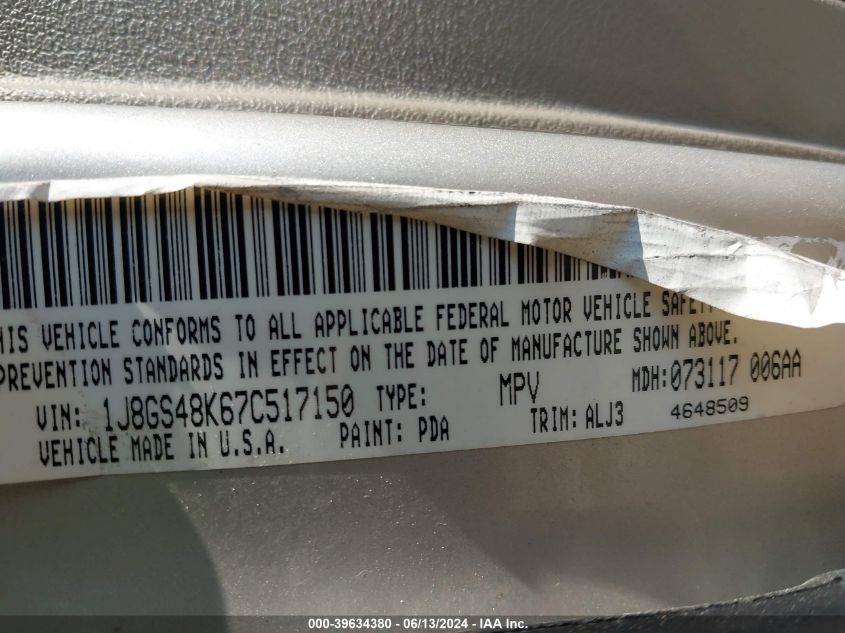 HIS VEHICLE CONFORMS TO ALL APPLICABLE FEDERAL MOTOR VEHICLE SAFET
PREVENTION STANDARDS IN EFFECT ON THE DATE OF MANUFACTURE SHOWN ABOVE.
VIN: 1J8GS48K67C517150 TYPE: MPV MDH:073117 006AA
VEHICLE MADE IN U.S.A. PAINT: PDA TRIM: ALJ3 4648509
000-39634380 - 06/13/2024 - IAA Inc.